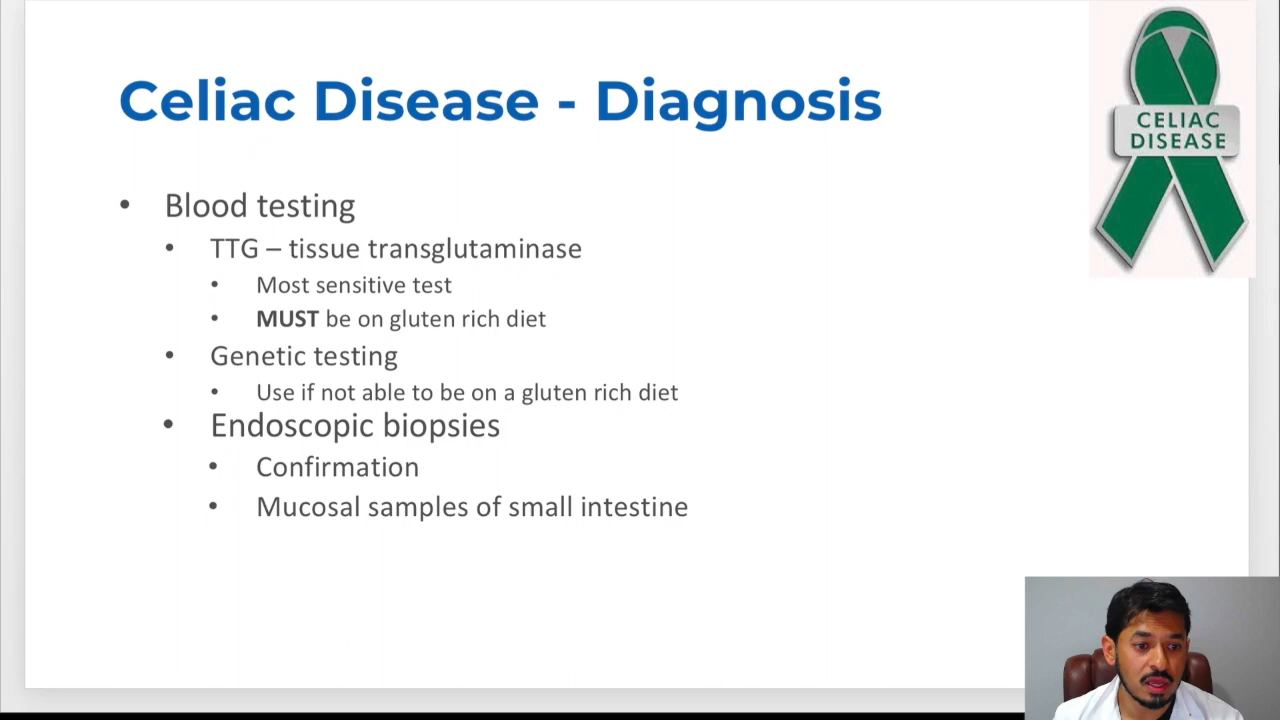 Celiac Disease - Diagnosis
CELIAC
DISEASE
• Blood testing
• TTG – tissue transglutaminase
• Most sensitive test
• MUST be on gluten rich diet
• Genetic testing
• Use if not able to be on a gluten rich diet
• Endoscopic biopsies
• Confirmation
• Mucosal samples of small intestine